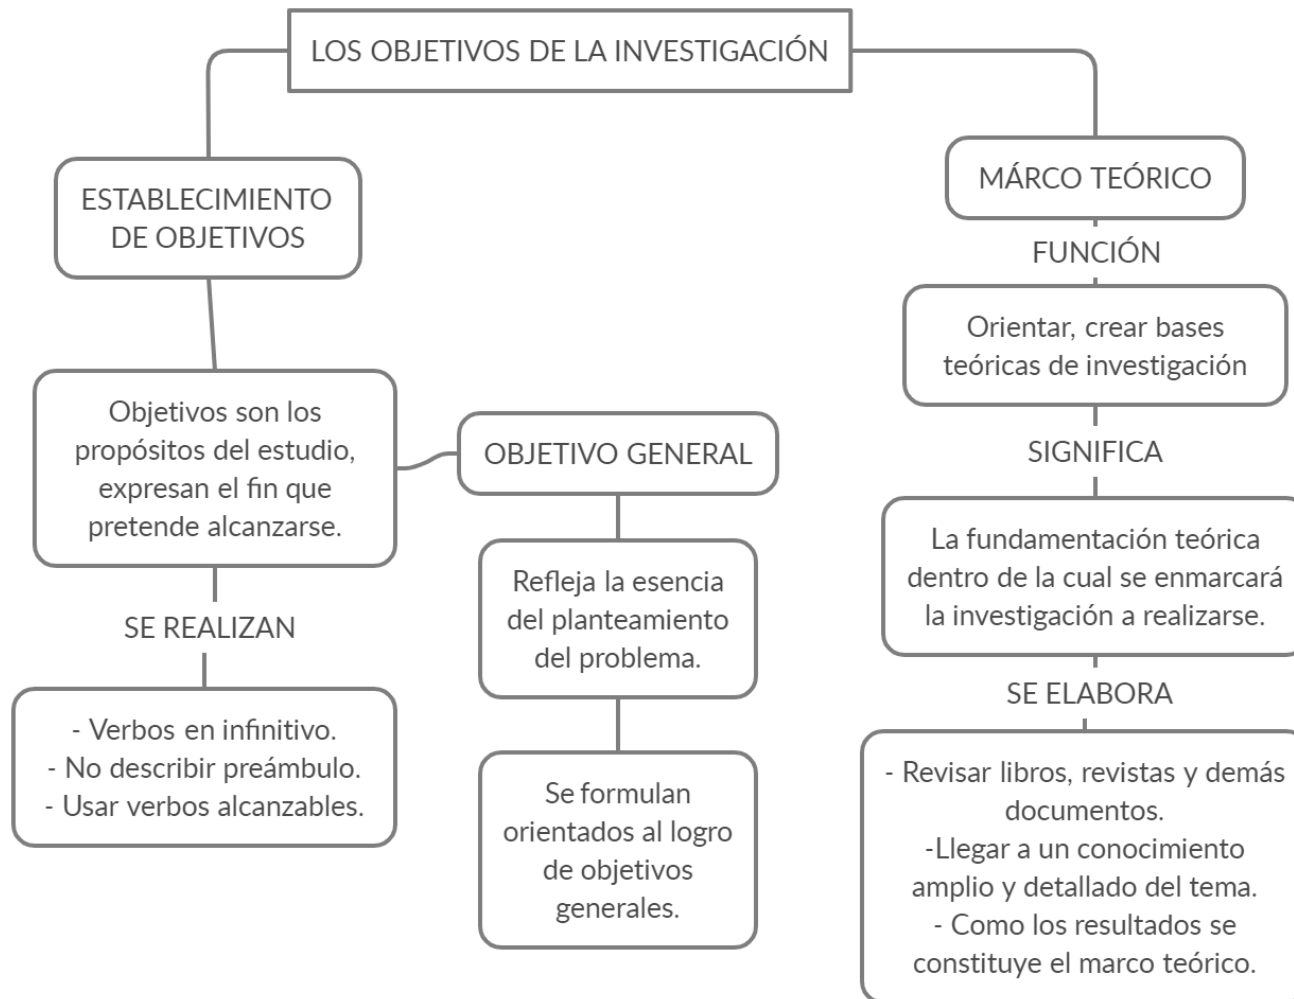 LOS OBJETIVOS DE LA INVESTIGACIÓN
ESTABLECIMIENTO
DE OBJETIVOS
Objetivos son los
propósitos del estudio,
expresan el fin que
pretende alcanzarse.
SE REALIZAN
- Verbos en infinitivo.
- No describir preámbulo.
- Usar verbos alcanzables.
OBJETIVO GENERAL
Refleja la esencia
del planteamiento
del problema.
Se formulan
orientados al logro
de objetivos
generales.
MÁRCO TEÓRICO
FUNCIÓN
Orientar, crear bases
teóricas de investigación
SIGNIFICA
La fundamentación teórica
dentro de la cual se enmarcará
la investigación a realizarse.
SE ELABORA
- Revisar libros, revistas y demás
documentos.
-Llegar a un conocimiento
amplio y detallado del tema.
- Como los resultados se
constituye el marco teórico.